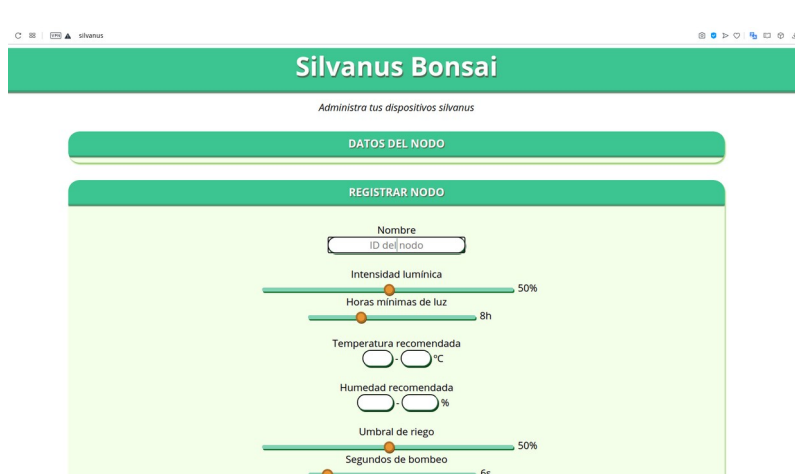 VPN silvanus
Silvanus Bonsai
Administra tus dispositivos silvanus
DATOS DEL NODO
REGISTRAR NODO
Nombre
ID del nodo
Intensidad lumínica
50%
Horas mínimas de luz
8h
Temperatura recomendada
- ℃
Humedad recomendada
- %
Umbral de riego
50%
Segundos de bombeo
6s